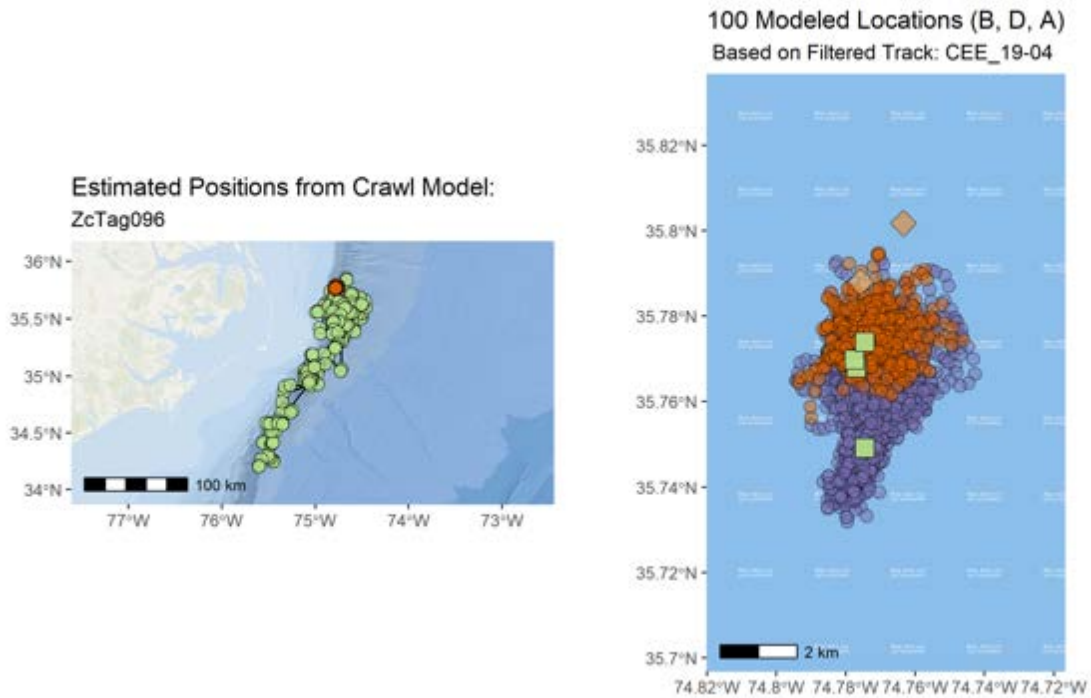 Estimated Positions from Crawl Model:
ZcTag096
36°N
35.5°N
35°N
34.5°N
34°N
100 km
77°W
76°W
75°W
74°W
73°W
100 Modeled Locations (B, D, A)
Based on Filtered Track: CEE_19-04
35.82°N
35.8°N
35.78°N
35.76°N
35.74°N
35.72°N
35.7°N
2 km
74.82°W 74.8°W 74.78°W 74.76°W 74.74°W 74.72°W